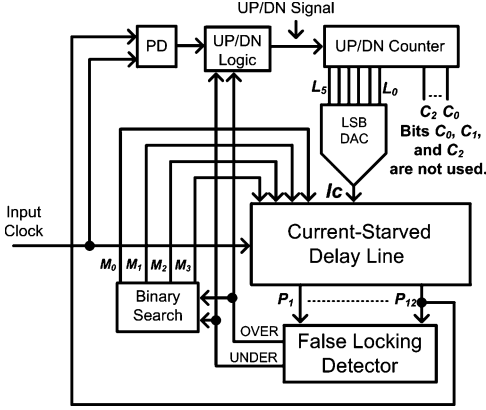 UP/DN Signal
PD
UP/DN
Logic
UP/DN Counter
L5
L0
C2 C0
LSB
DAC
Bits C0, C1,
and C2
are not used.
Ic
Input
Clock
M0
M1
M2
M3
Current-Starved
Delay Line
Binary
Search
P1
P12
OVER
UNDER
False Locking
Detector